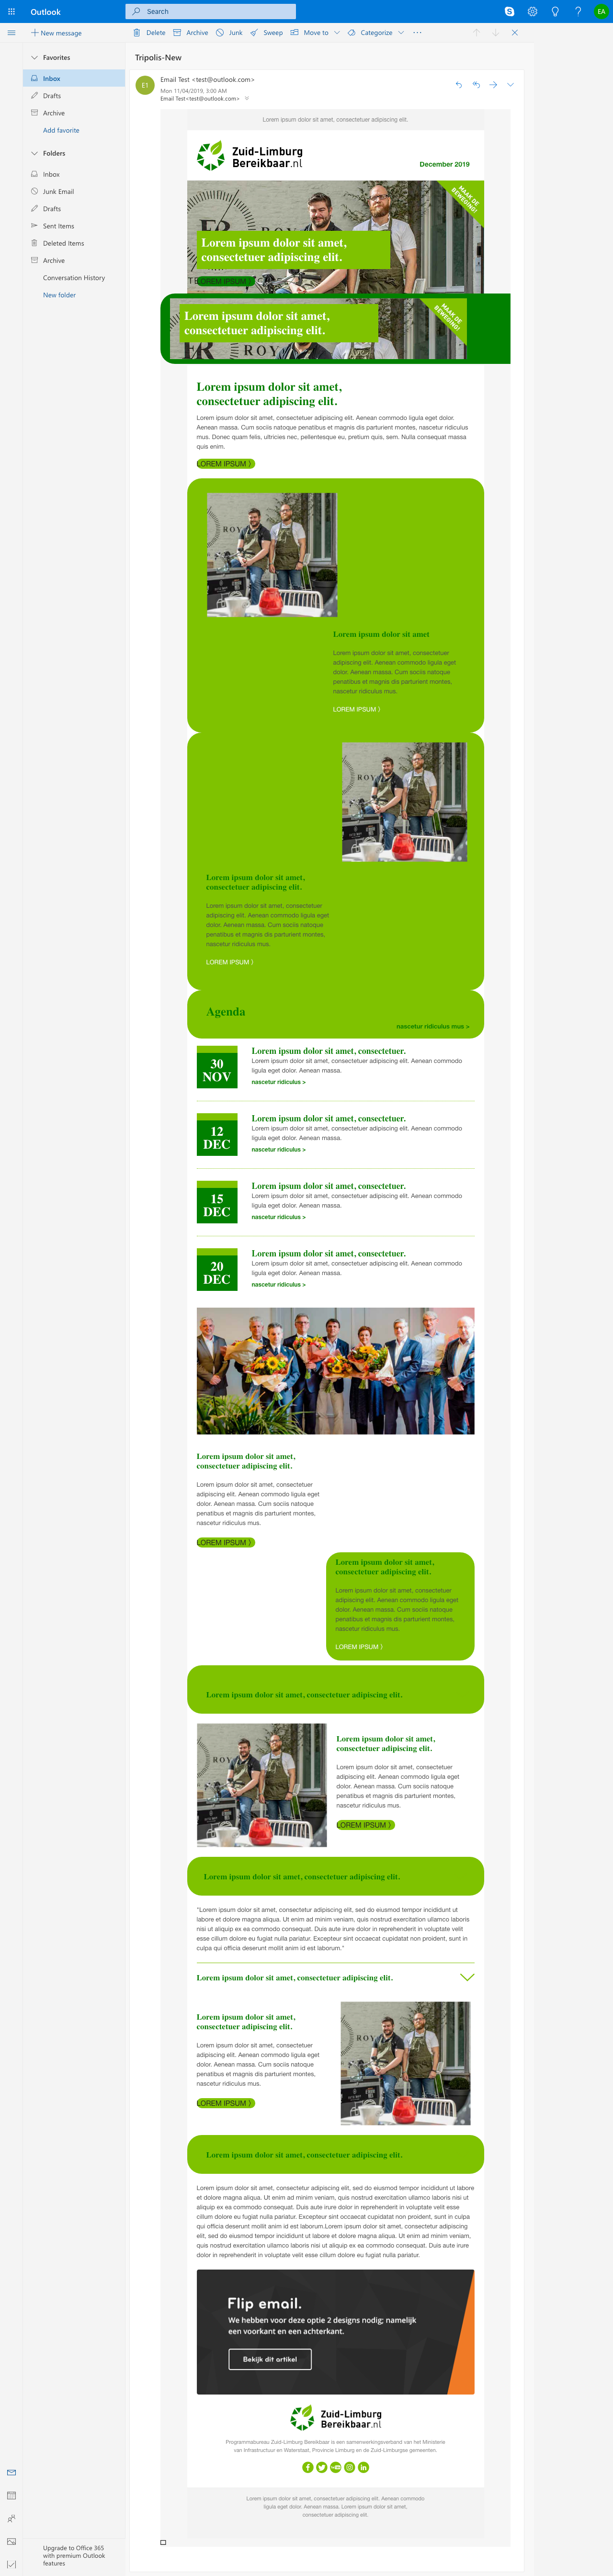 Outlook
Search
EA
New message
Delete
Archive
Junk
Sweep
Move to
Categorize
Favorites
Inbox
Drafts
Archive
Add favorite
Folders
Inbox
Junk Email
Drafts
Sent Items
Deleted Items
Archive
Conversation History
New folder
Tripolis-New
E1
Email Test <test@outlook.com>
Mon 11/04/2019, 3:00 AM
Email Test<test@outlook.com>
Lorem ipsum dolor sit amet, consectetuer adipiscing elit.
Zuid-Limburg
Bereikbaar.nl
December 2019
MAAK DE
BEWEGING!
Lorem ipsum dolor sit amet,
consectetuer adipiscing elit.
LOREM IPSUM 〉
MAAK DE
BEWEGING!
Lorem ipsum dolor sit amet,
consectetuer adipiscing elit.
ROY
Lorem ipsum dolor sit amet,
consectetuer adipiscing elit.
Lorem ipsum dolor sit amet, consectetuer adipiscing elit. Aenean commodo ligula eget dolor.
Aenean massa. Cum sociis natoque penatibus et magnis dis parturient montes, nascetur ridiculus
mus. Donec quam felis, ultricies nec, pellentesque eu, pretium quis, sem. Nulla consequat massa
quis enim.
LOREM IPSUM 〉
ROY
Lorem ipsum dolor sit amet
Lorem ipsum dolor sit amet, consectetuer
adipiscing elit. Aenean commodo ligula eget
dolor. Aenean massa. Cum sociis natoque
penatibus et magnis dis parturient montes,
nascetur ridiculus mus.
LOREM IPSUM 〉
ROY
Lorem ipsum dolor sit amet,
consectetuer adipiscing elit.
Lorem ipsum dolor sit amet, consectetuer
adipiscing elit. Aenean commodo ligula eget
dolor. Aenean massa. Cum sociis natoque
penatibus et magnis dis parturient montes,
nascetur ridiculus mus.
LOREM IPSUM 〉
Agenda
nascetur ridiculus mus >
30
NOV
Lorem ipsum dolor sit amet, consectetuer.
Lorem ipsum dolor sit amet, consectetuer adipiscing elit. Aenean commodo
ligula eget dolor. Aenean massa.
nascetur ridiculus >
12
DEC
Lorem ipsum dolor sit amet, consectetuer.
Lorem ipsum dolor sit amet, consectetuer adipiscing elit. Aenean commodo
ligula eget dolor. Aenean massa.
nascetur ridiculus >
15
DEC
Lorem ipsum dolor sit amet, consectetuer.
Lorem ipsum dolor sit amet, consectetuer adipiscing elit. Aenean commodo
ligula eget dolor. Aenean massa.
nascetur ridiculus >
20
DEC
Lorem ipsum dolor sit amet, consectetuer.
Lorem ipsum dolor sit amet, consectetuer adipiscing elit. Aenean commodo
ligula eget dolor. Aenean massa.
nascetur ridiculus >
Lorem ipsum dolor sit amet,
consectetuer adipiscing elit.
Lorem ipsum dolor sit amet, consectetuer
adipiscing elit. Aenean commodo ligula eget
dolor. Aenean massa. Cum sociis natoque
penatibus et magnis dis parturient montes,
nascetur ridiculus mus.
LOREM IPSUM 〉
Lorem ipsum dolor sit amet,
consectetuer adipiscing elit.
Lorem ipsum dolor sit amet, consectetuer
adipiscing elit. Aenean commodo ligula eget
dolor. Aenean massa. Cum sociis natoque
penatibus et magnis dis parturient montes,
nascetur ridiculus mus.
LOREM IPSUM 〉
Lorem ipsum dolor sit amet, consectetuer adipiscing elit.
ROY
Lorem ipsum dolor sit amet,
consectetuer adipiscing elit.
Lorem ipsum dolor sit amet, consectetuer
adipiscing elit. Aenean commodo ligula eget
dolor. Aenean massa. Cum sociis natoque
penatibus et magnis dis parturient montes,
nascetur ridiculus mus.
LOREM IPSUM 〉
Lorem ipsum dolor sit amet, consectetuer adipiscing elit.
"Lorem ipsum dolor sit amet, consectetur adipiscing elit, sed do eiusmod tempor incididunt ut
labore et dolore magna aliqua. Ut enim ad minim veniam, quis nostrud exercitation ullamco laboris
nisi ut aliquip ex ea commodo consequat. Duis aute irure dolor in reprehenderit in voluptate velit
esse cillum dolore eu fugiat nulla pariatur. Excepteur sint occaecat cupidatat non proident, sunt in
culpa qui officia deserunt mollit anim id est laborum."
Lorem ipsum dolor sit amet, consectetuer adipiscing elit.
Lorem ipsum dolor sit amet,
consectetuer adipiscing elit.
Lorem ipsum dolor sit amet, consectetuer
adipiscing elit. Aenean commodo ligula eget
dolor. Aenean massa. Cum sociis natoque
penatibus et magnis dis parturient montes,
nascetur ridiculus mus.
LOREM IPSUM 〉
ROY
Lorem ipsum dolor sit amet, consectetuer adipiscing elit.
Lorem ipsum dolor sit amet, consectetur adipiscing elit, sed do eiusmod tempor incididunt ut labore
et dolore magna aliqua. Ut enim ad minim veniam, quis nostrud exercitation ullamco laboris nisi ut
aliquip ex ea commodo consequat. Duis aute irure dolor in reprehenderit in voluptate velit esse
cillum dolore eu fugiat nulla pariatur. Excepteur sint occaecat cupidatat non proident, sunt in culpa
qui officia deserunt mollit anim id est laborum.Lorem ipsum dolor sit amet, consectetur adipiscing
elit, sed do eiusmod tempor incididunt ut labore et dolore magna aliqua. Ut enim ad minim veniam,
quis nostrud exercitation ullamco laboris nisi ut aliquip ex ea commodo consequat. Duis aute irure
dolor in reprehenderit in voluptate velit esse cillum dolore eu fugiat nulla pariatur.
Flip email.
We hebben voor deze optie 2 designs nodig; namelijk
een voorkant en een achterkant.
Bekijk dit artikel
Zuid-Limburg
Bereikbaar.nl
Programmabureau Zuid-Limburg Bereikbaar is een samenwerkingsverband van het Ministerie
van Infrastructuur en Waterstaat, Provincie Limburg en de Zuid-Limburgse gemeenten.
Lorem ipsum dolor sit amet, consectetuer adipiscing elit. Aenean commodo
ligula eget dolor. Aenean massa. Lorem ipsum dolor sit amet,
consectetuer adipiscing elit.
Upgrade to Office 365
with premium Outlook
features